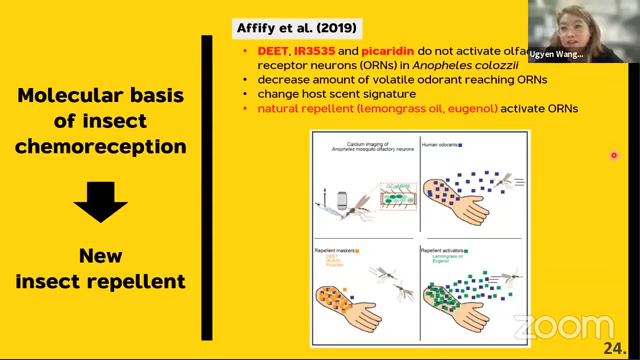 Affify et al. (2019)
Ugyen Wang...
• DEET, IR3535 and picaridin do not activate olfa
receptor neurons (ORNs) in Anopheles colozzii
• decrease amount of volatile odorant reaching ORNs
• change host scent signature
• natural repellent (lemongrass oil, eugenol) activate ORNs
Molecular basis
of insect
chemoreception
New
insect repellent
Calcium imaging of
Anopheles mosquito olfactory neurons
GCaMP6f
Human odorants
Repellent maskers
DEET
IR3535
Picaridin
Repellent activators
Lemongrass oil
Eugenol
zoom
24.